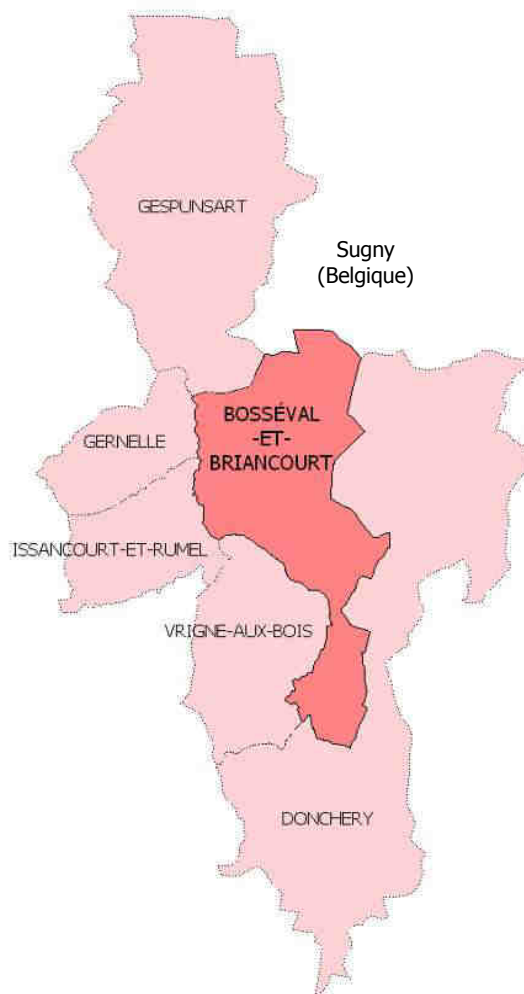 GESPUNSART
Sugny
(Belgique)
BOSSÉVAL
-ET-
BRIANCOURT
GERNELLE
ISSANCOURT-ET-RUMEL
VRIGNE-AUX-BOIS
DONCHERY